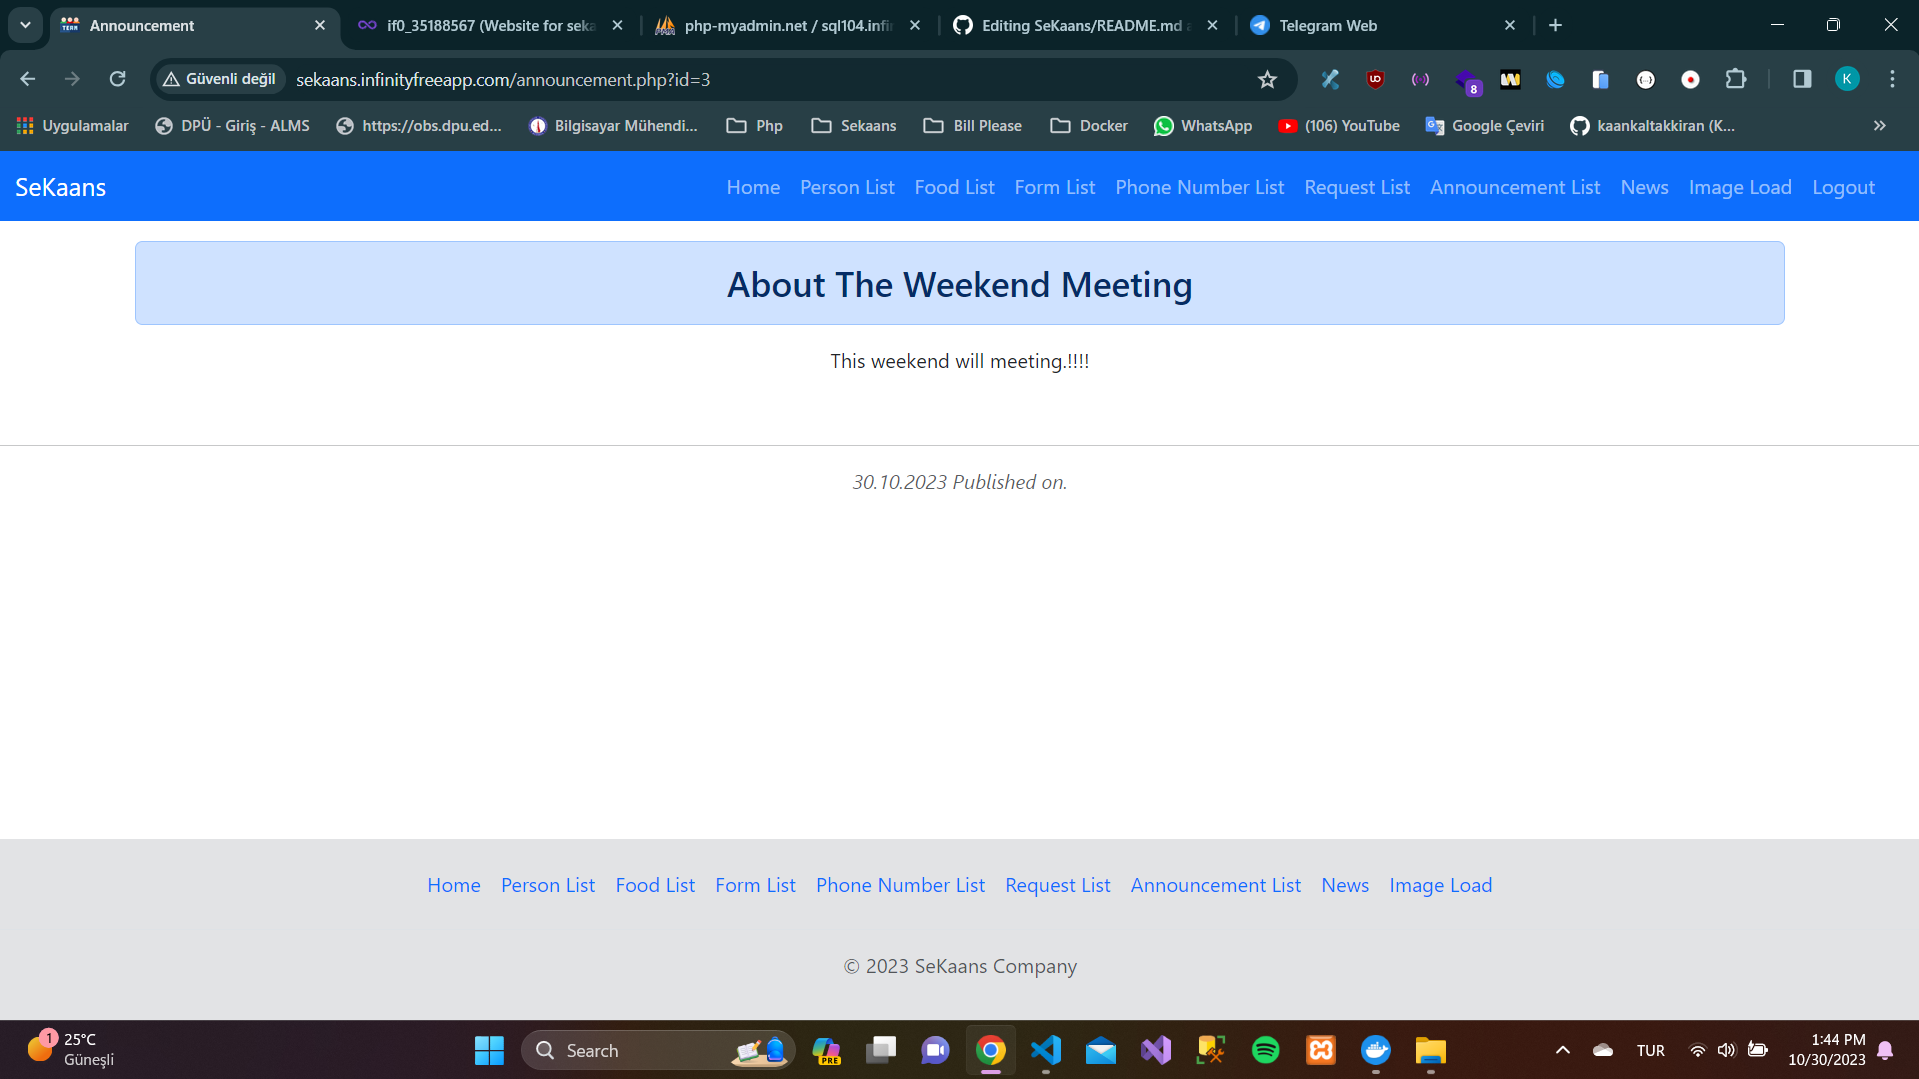 Announcement
if0_35188567 (Website for seka
php-myadmin.net / sql104.infi
Editing SeKaans/README.md a
Telegram Web
Güvenli değil
sekaans.infinityfreeapp.com/announcement.php?id=3
8
K
Uygulamalar
DPÜ - Giriş - ALMS
https://obs.dpu.ed...
Bilgisayar Mühendi...
Php
Sekaans
Bill Please
Docker
WhatsApp
(106) YouTube
Google Çeviri
kaankaltakkiran (K...
SeKaans
Home Person List Food List Form List Phone Number List Request List Announcement List News Image Load Logout
About The Weekend Meeting
This weekend will meeting.!!!!
30.10.2023 Published on.
Home Person List Food List Form List Phone Number List Request List Announcement List News Image Load
© 2023 SeKaans Company
1
25°C
Güneşli
Search
PRE
TUR
1:44 PM
10/30/2023